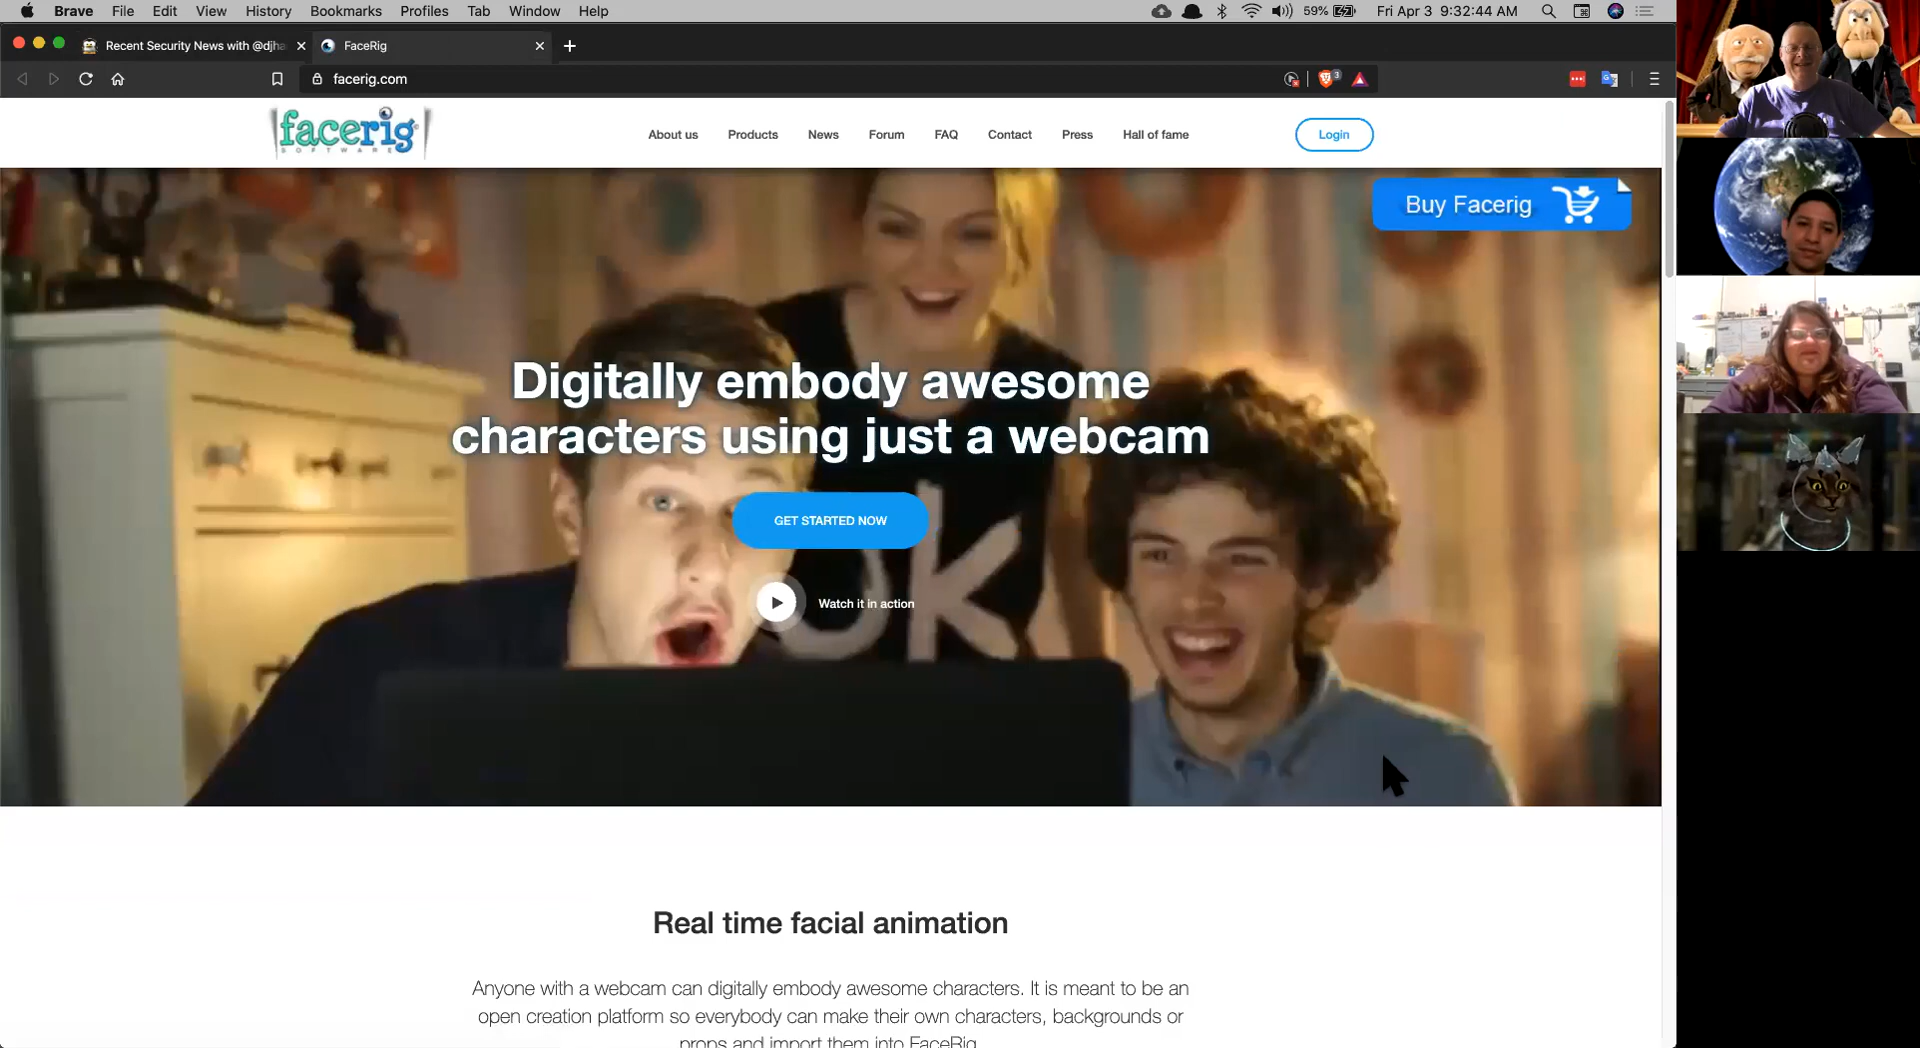 Brave File Edit View History Bookmarks Profiles Tab Window Help 59% Fri Apr 3 9:32:44 AM
Recent Security News with @djha
FaceRig
facerig.com
3
facerig
SOFTWARE
About us Products News Forum FAQ Contact Press Hall of fame Login
Buy Facerig
Digitally embody awesome
characters using just a webcam
GET STARTED NOW
Watch it in action
ok
Real time facial animation
Anyone with a webcam can digitally embody awesome characters. It is meant to be an
open creation platform so everybody can make their own characters, backgrounds or
props and import them into FaceRig